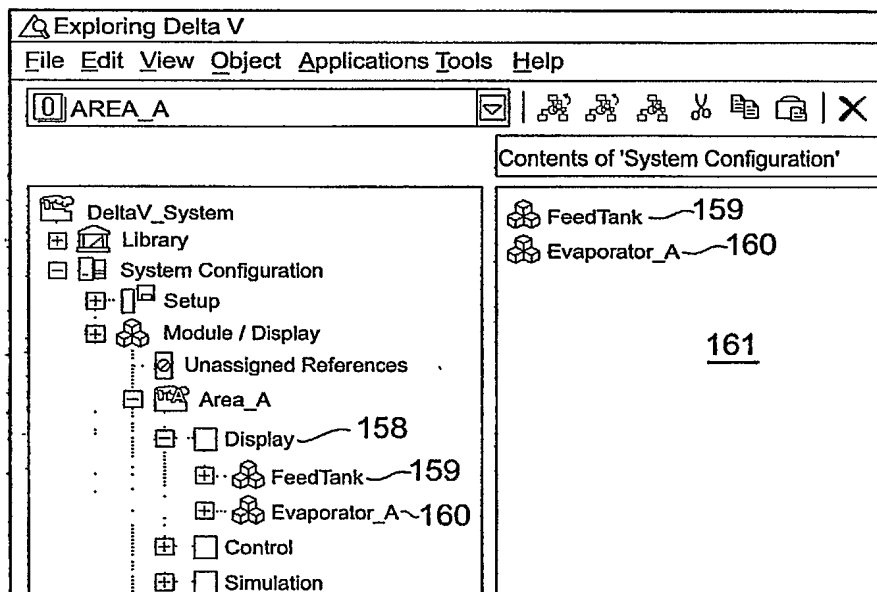 Exploring Delta V
File Edit View Object Applications Tools Help
0 AREA_A
Contents of 'System Configuration'
DeltaV_System
Library
System Configuration
Setup
Module / Display
Unassigned References
Area_A
Display 158
FeedTank 159
Evaporator_A 160
Control
Simulation
FeedTank 159
Evaporator_A 160
161